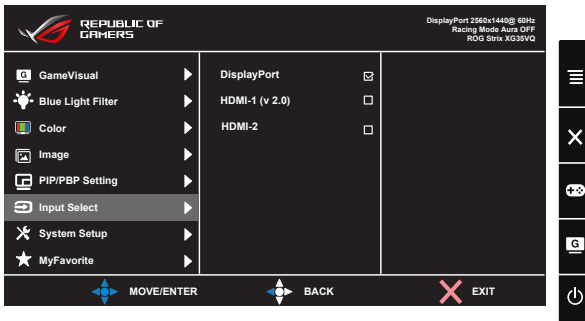 REPUBLIC OF
GAMERS
DisplayPort 2560x1440@ 60Hz
Racing Mode Aura OFF
ROG Strix XG35VQ
G GameVisual
Blue Light Filter
Color
Image
PIP/PBP Setting
Input Select
System Setup
MyFavorite
DisplayPort
HDMI-1 (v 2.0)
HDMI-2
MOVE/ENTER
BACK
EXIT
G